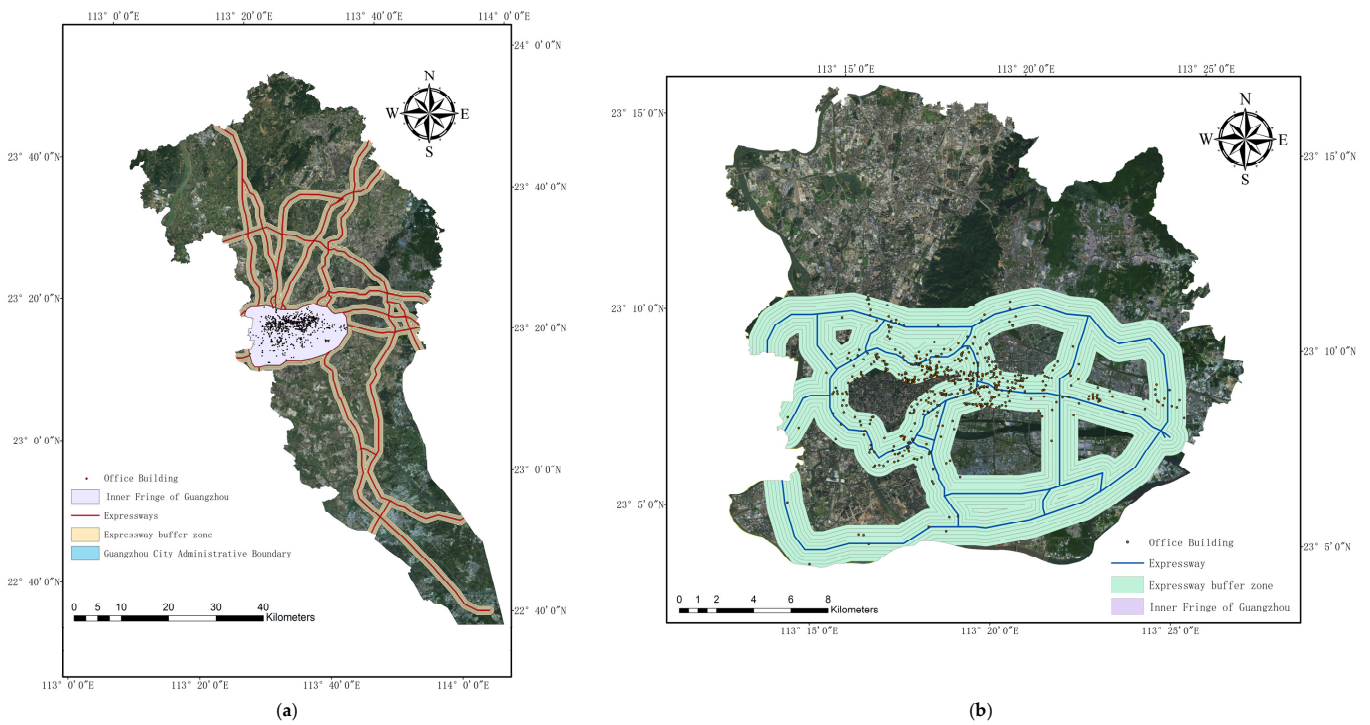 113° 0′0″E
113° 20′0″E
113° 40′0″E
114° 0′0″E
24° 0′0″N
N
W
E
S
23° 40′0″N
23° 40′0″N
23° 20′0″N
23° 20′0″N
23° 0′0″N
23° 0′0″N
Office Building
Inner Fringe of Guangzhou
Expressways
Expressway buffer zone
Guangzhou City Administrative Boundary
22° 40′0″N
22° 40′0″N
0 5 10 20 30 40
Kilometers
113° 0′0″E
113° 20′0″E
113° 40′0″E
114° 0′0″E
(a)
113° 15′0″E
113° 20′0″E
113° 25′0″E
23° 15′0″N
N
W
E
S
23° 15′0″N
23° 10′0″N
23° 10′0″N
23° 5′0″N
23° 5′0″N
Office Building
Expressway
Expressway buffer zone
Inner Fringe of Guangzhou
0 1 2 4 6 8
Kilometers
113° 15′0″E
113° 20′0″E
113° 25′0″E
(b)